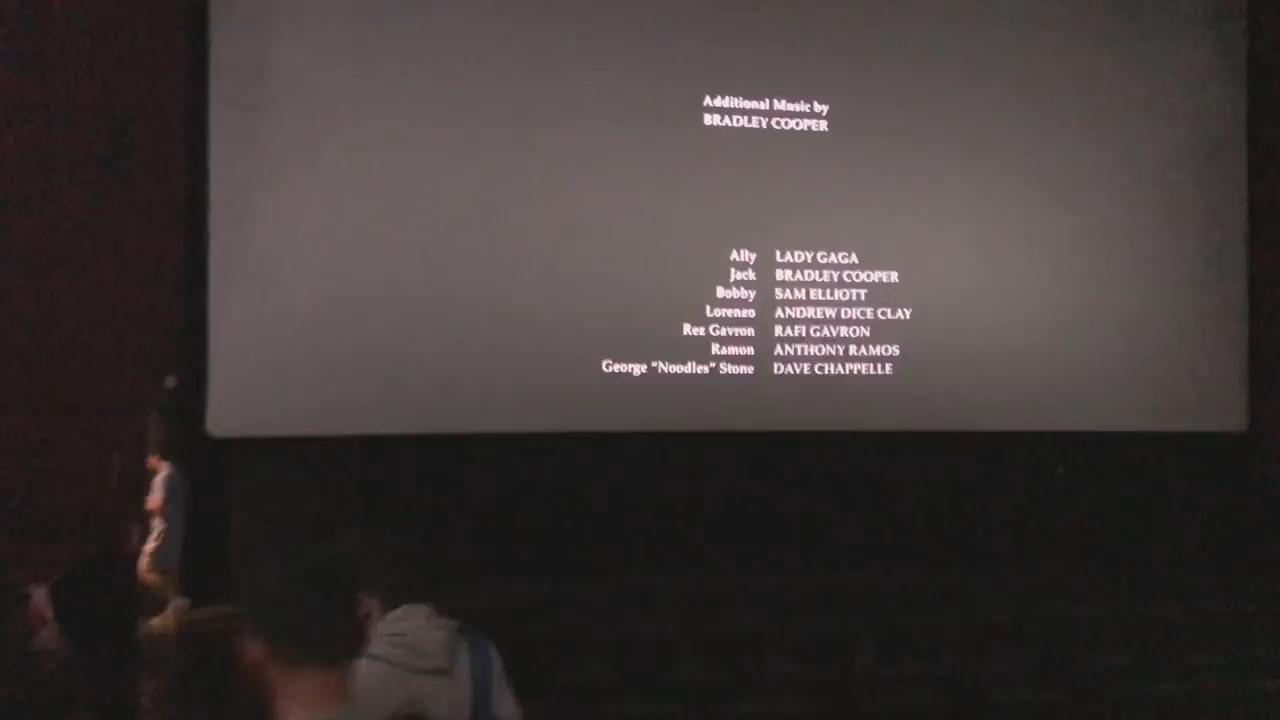 Additional Music by
BRADLEY COOPER
Ally LADY GAGA
Jack BRADLEY COOPER
Bobby SAM ELLIOTT
Lorenzo ANDREW DICE CLAY
Rez Gavron RAFI GAVRON
Ramon ANTHONY RAMOS
George "Noodles" Stone DAVE CHAPPELLE